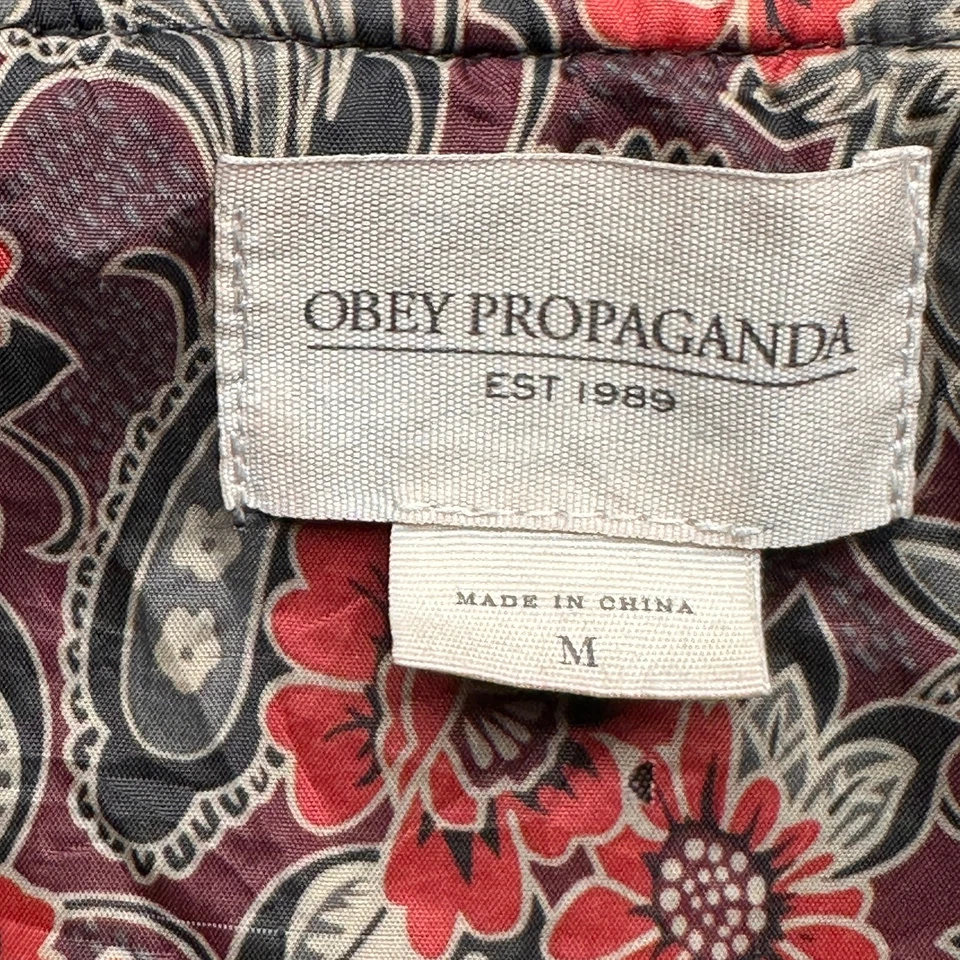 OBEY PROPAGANDA
EST 1989
MADE IN CHINA
M